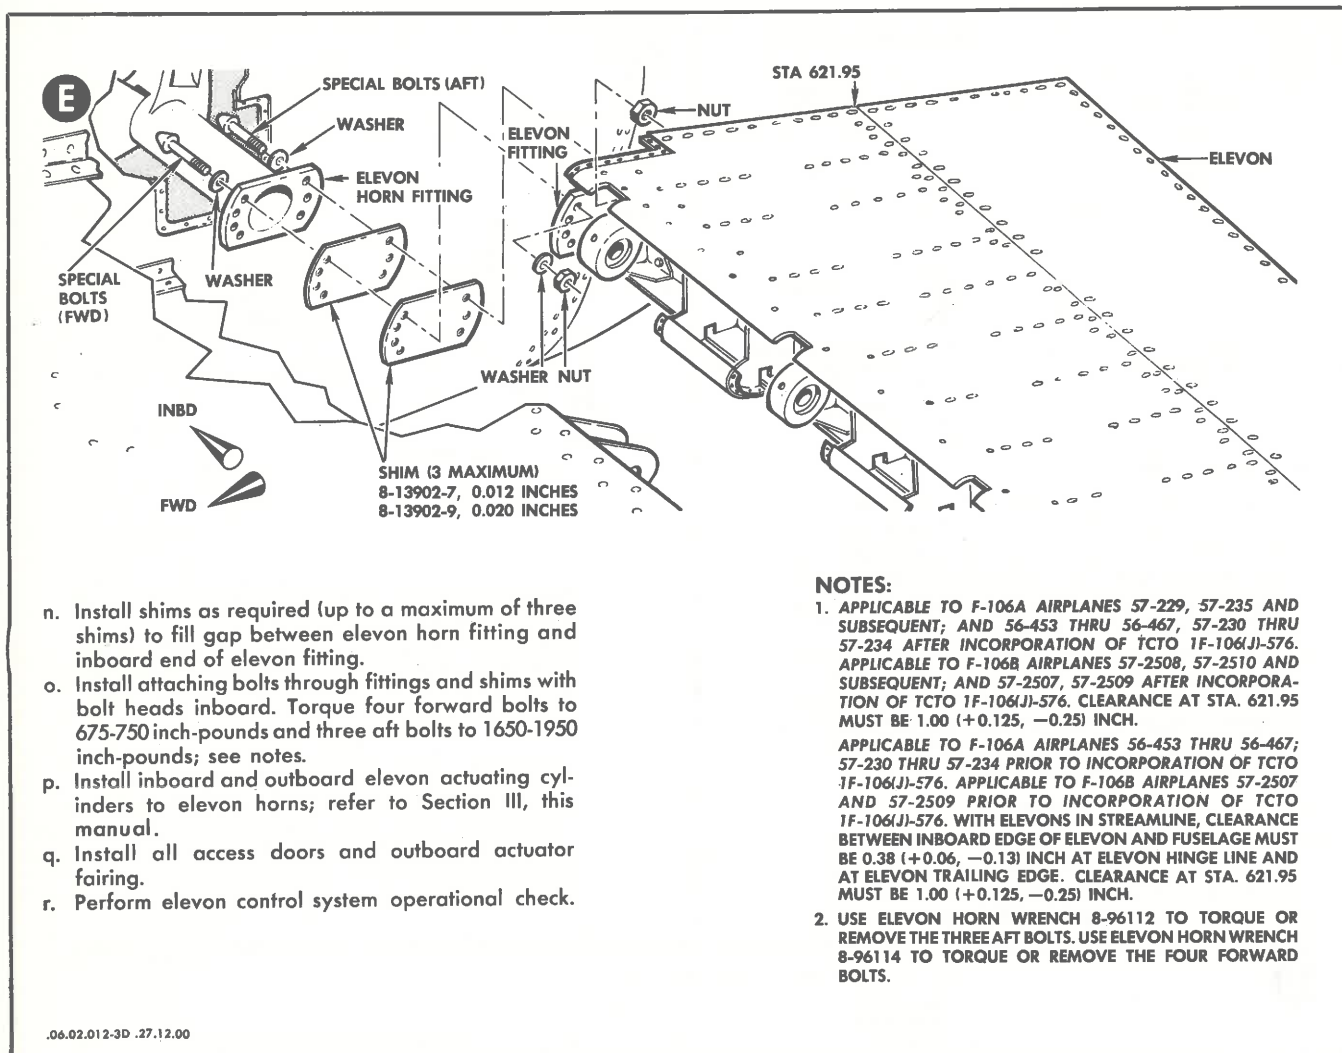 E
SPECIAL BOLTS (AFT)
WASHER
ELEVON
HORN FITTING
SPECIAL
BOLTS
(FWD)
WASHER
ELEVON
FITTING
NUT
STA 621.95
ELEVON
WASHER NUT
INBD
FWD
SHIM (3 MAXIMUM)
8-13902-7, 0.012 INCHES
8-13902-9, 0.020 INCHES
n. Install shims as required (up to a maximum of three
shims) to fill gap between elevon horn fitting and
inboard end of elevon fitting.
o. Install attaching bolts through fittings and shims with
bolt heads inboard. Torque four forward bolts to
675-750 inch-pounds and three aft bolts to 1650-1950
inch-pounds; see notes.
p. Install inboard and outboard elevon actuating cyl-
inders to elevon horns; refer to Section III, this
manual.
q. Install all access doors and outboard actuator
fairing.
r. Perform elevon control system operational check.
NOTES:
1. APPLICABLE TO F-106A AIRPLANES 57-229, 57-235 AND
SUBSEQUENT; AND 56-453 THRU 56-467, 57-230 THRU
57-234 AFTER INCORPORATION OF TCTO 1F-106(J)-576.
APPLICABLE TO F-106B AIRPLANES 57-2508, 57-2510 AND
SUBSEQUENT; AND 57-2507, 57-2509 AFTER INCORPORA-
TION OF TCTO 1F-106(J)-576. CLEARANCE AT STA. 621.95
MUST BE 1.00 (+0.125, −0.25) INCH.
APPLICABLE TO F-106A AIRPLANES 56-453 THRU 56-467;
57-230 THRU 57-234 PRIOR TO INCORPORATION OF TCTO
1F-106(J)-576. APPLICABLE TO F-106B AIRPLANES 57-2507
AND 57-2509 PRIOR TO INCORPORATION OF TCTO
1F-106(J)-576. WITH ELEVONS IN STREAMLINE, CLEARANCE
BETWEEN INBOARD EDGE OF ELEVON AND FUSELAGE MUST
BE 0.38 (+0.06, −0.13) INCH AT ELEVON HINGE LINE AND
AT ELEVON TRAILING EDGE. CLEARANCE AT STA. 621.95
MUST BE 1.00 (+0.125, −0.25) INCH.
2. USE ELEVON HORN WRENCH 8-96112 TO TORQUE OR
REMOVE THE THREE AFT BOLTS. USE ELEVON HORN WRENCH
8-96114 TO TORQUE OR REMOVE THE FOUR FORWARD
BOLTS.
.06.02.012-3D .27.12.00